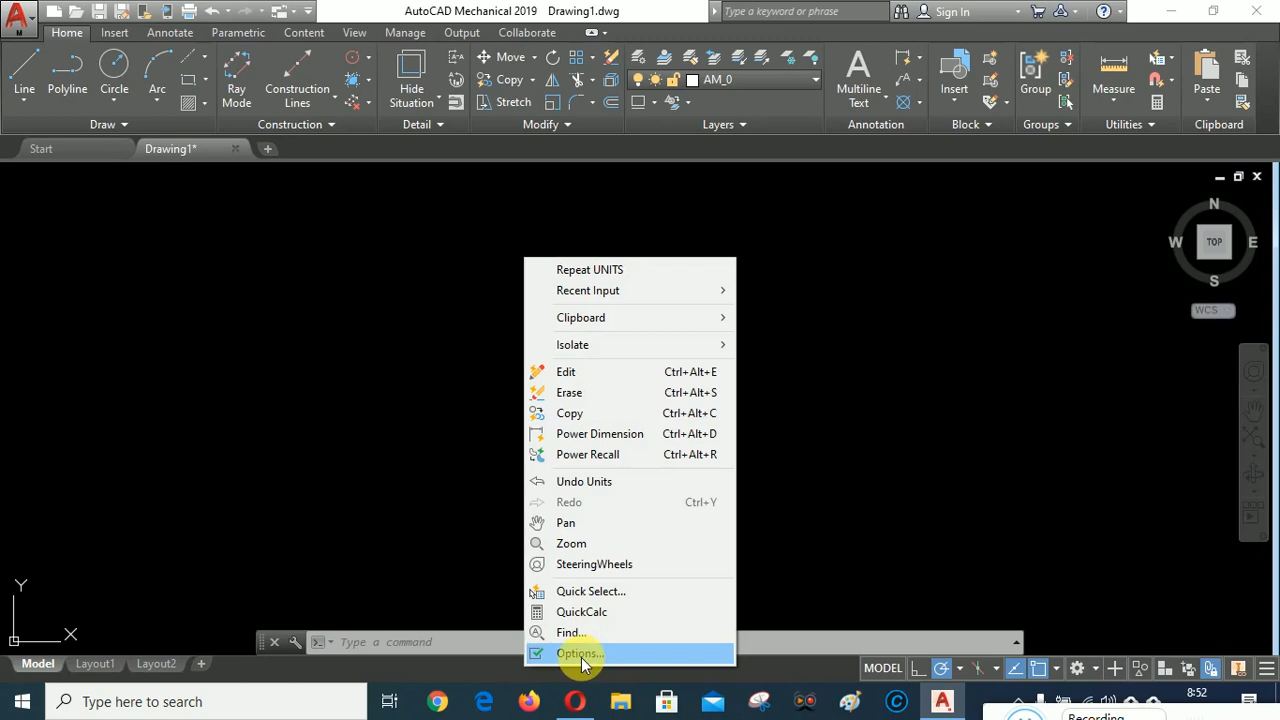 AutoCAD Mechanical 2019 Drawing1.dwg
Type a keyword or phrase
Sign In
Home Insert Annotate Parametric Content View Manage Output Collaborate
Line Polyline Circle Arc
Ray Mode
Construction Lines
Hide Situation
Move
Copy
Stretch
AM_0
Multiline Text
Insert
Group
Measure
Paste
Draw Construction Detail Modify Layers Annotation Block Groups Utilities Clipboard
Start Drawing1*
N
W TOP E
S
WCS
Repeat UNITS
Recent Input
Clipboard
Isolate
Edit Ctrl+Alt+E
Erase Ctrl+Alt+S
Copy Ctrl+Alt+C
Power Dimension Ctrl+Alt+D
Power Recall Ctrl+Alt+R
Undo Units
Redo Ctrl+Y
Pan
Zoom
SteeringWheels
Quick Select...
QuickCalc
Find...
Options...
Y
X
Type a command
Model Layout1 Layout2
MODEL
Type here to search
8:52
Recording